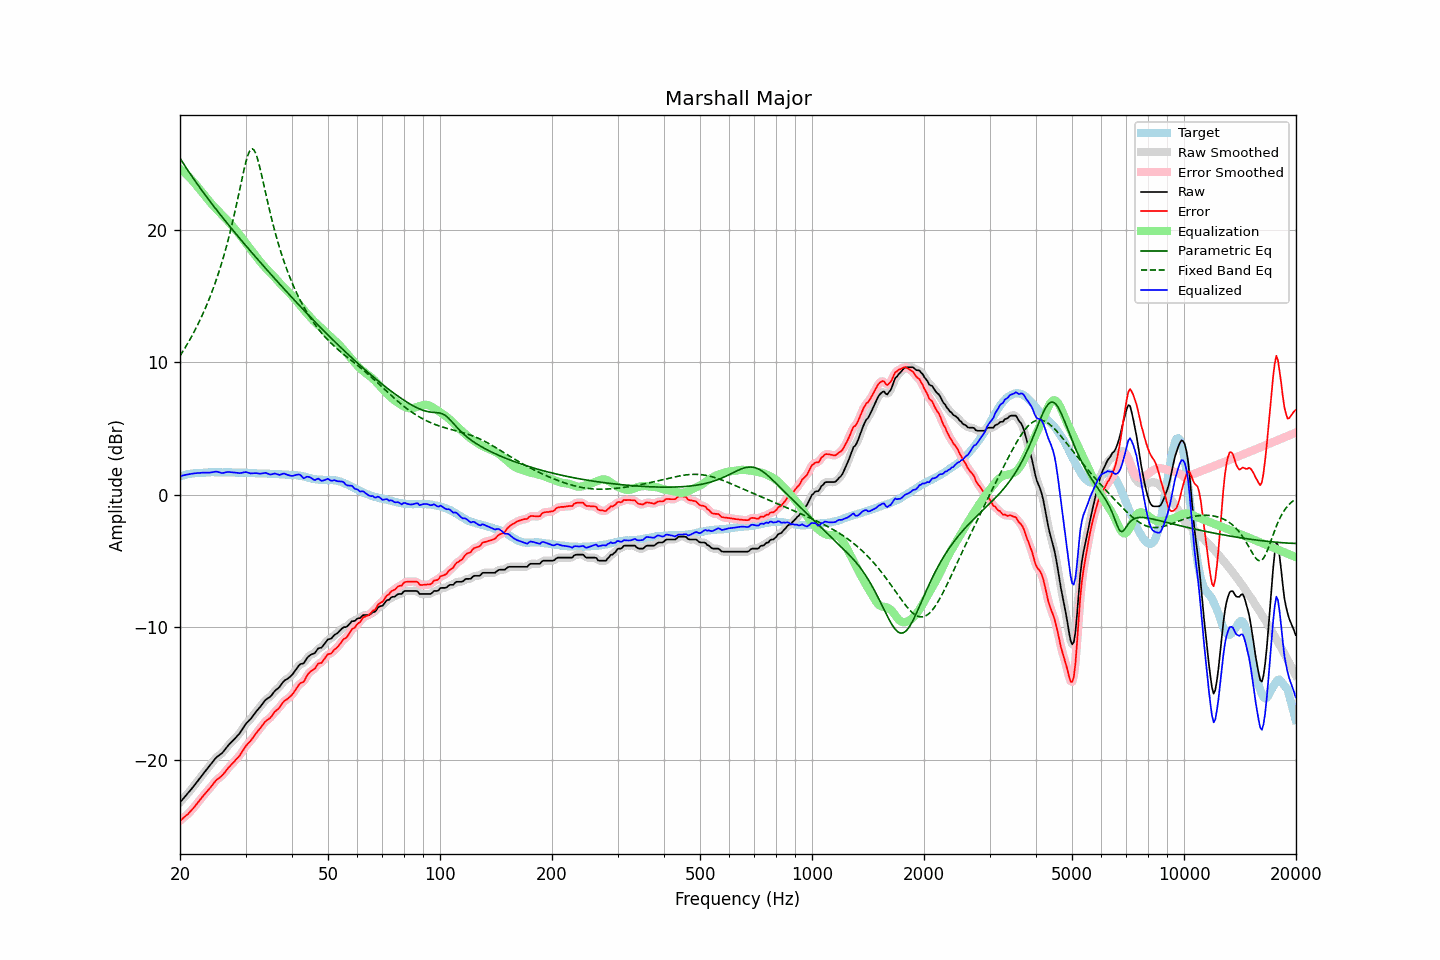 Marshall Major
Amplitude (dBr)
20
10
0
−10
−20
Target
Raw Smoothed
Error Smoothed
Raw
Error
Equalization
Parametric Eq
Fixed Band Eq
Equalized
20 50 100 200 500 1000 2000 5000 10000 20000
Frequency (Hz)